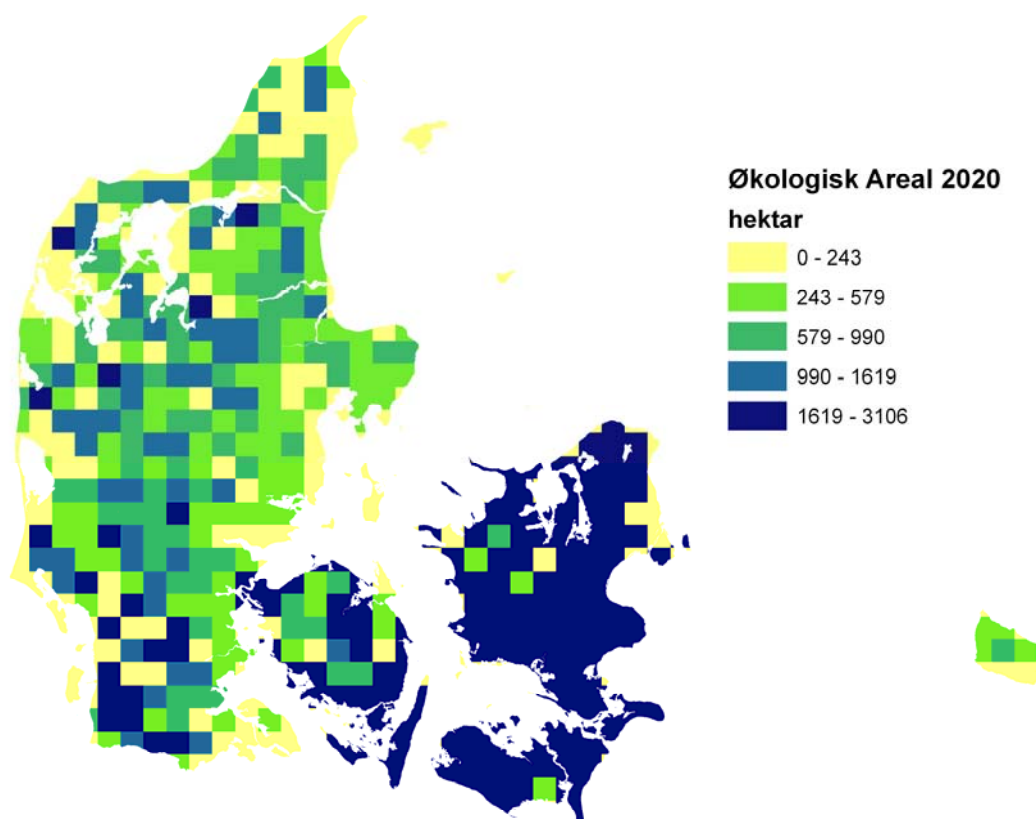 Økologisk Areal 2020
hektar
0 - 243
243 - 579
579 - 990
990 - 1619
1619 - 3106